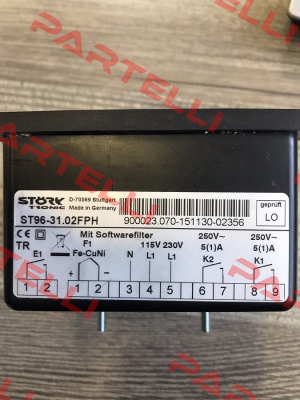 PARTELLI
STÖRK
TRONIC
D-70569 Stuttgart
Made in Germany
geprüft
LO
ST96-31.02FPH
900023.070-151130-02356
Mit Softwarefilter
250V~ 250V~
TR F1 115V 230V 5(1)A 5(1)A
E1 Fe-CuNi N L1 L1 K2 K1
1 2 1 2 3 4 5 6 7 8 9
PARTELLI
PARTELLI